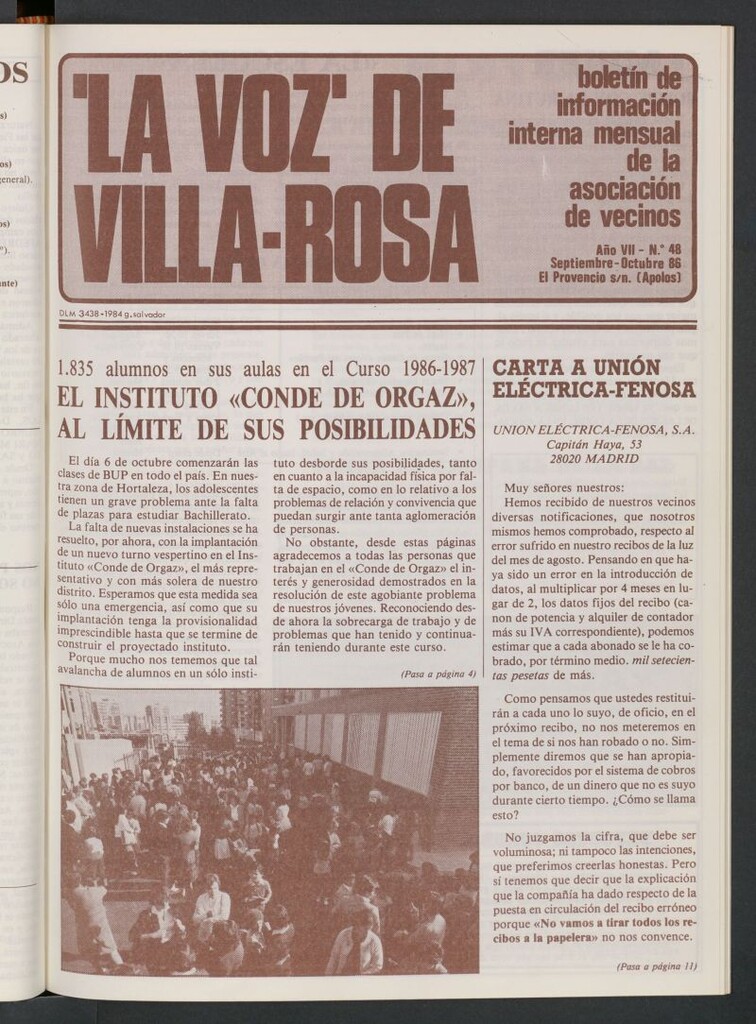 OS
s)
os)
general).
os)
").
ante)
'LA VOZ' DE
VILLA-ROSA
boletín de
información
interna mensual
de la
asociación
de vecinos
Año VII - N.° 48
Septiembre-Octubre 86
El Provencio s/n. (Apolos)
DLM 3438-1984 g.salvador
1.835 alumnos en sus aulas en el Curso 1986-1987
EL INSTITUTO «CONDE DE ORGAZ»,
AL LÍMITE DE SUS POSIBILIDADES
El día 6 de octubre comenzarán las
clases de BUP en todo el país. En nues-
tra zona de Hortaleza, los adolescentes
tienen un grave problema ante la falta
de plazas para estudiar Bachillerato.
La falta de nuevas instalaciones se ha
resuelto, por ahora, con la implantación
de un nuevo turno vespertino en el Ins-
tituto «Conde de Orgaz», el más repre-
sentativo y con más solera de nuestro
distrito. Esperamos que esta medida sea
sólo una emergencia, así como que su
implantación tenga la provisionalidad
imprescindible hasta que se termine de
construir el proyectado instituto.
Porque mucho nos tememos que tal
avalancha de alumnos en un sólo insti-
tuto desborde sus posibilidades, tanto
en cuanto a la incapacidad física por fal-
ta de espacio, como en lo relativo a los
problemas de relación y convivencia que
puedan surgir ante tanta aglomeración
de personas.
No obstante, desde estas páginas
agradecemos a todas las personas que
trabajan en el «Conde de Orgaz» el in-
terés y generosidad demostrados en la
resolución de este agobiante problema
de nuestros jóvenes. Reconociendo des-
de ahora la sobrecarga de trabajo y de
problemas que han tenido y continua-
rán teniendo durante este curso.
(Pasa a página 4)
CARTA A UNIÓN
ELÉCTRICA-FENOSA
UNION ELÉCTRICA-FENOSA, S.A.
Capitán Haya, 53
28020 MADRID
Muy señores nuestros:
Hemos recibido de nuestros vecinos
diversas notificaciones, que nosotros
mismos hemos comprobado, respecto al
error sufrido en nuestro recibos de la luz
del mes de agosto. Pensando en que ha-
ya sido un error en la introducción de
datos, al multiplicar por 4 meses en lu-
gar de 2, los datos fijos del recibo (ca-
non de potencia y alquiler de contador
más su IVA correspondiente), podemos
estimar que a cada abonado se le ha co-
brado, por término medio. mil setecien-
tas pesetas de más.
Como pensamos que ustedes restitui-
rán a cada uno lo suyo, de oficio, en el
próximo recibo, no nos meteremos en
el tema de si nos han robado o no. Sim-
plemente diremos que se han apropia-
do, favorecidos por el sistema de cobros
por banco, de un dinero que no es suyo
durante cierto tiempo. ¿Cómo se llama
esto?
No juzgamos la cifra, que debe ser
voluminosa; ni tampoco las intenciones,
que preferimos creerlas honestas. Pero
sí tenemos que decir que la explicación
que la compañía ha dado respecto de la
puesta en circulación del recibo erróneo
porque «No vamos a tirar todos los re-
cibos a la papelera» no nos convence.
(Pasa a página 11)